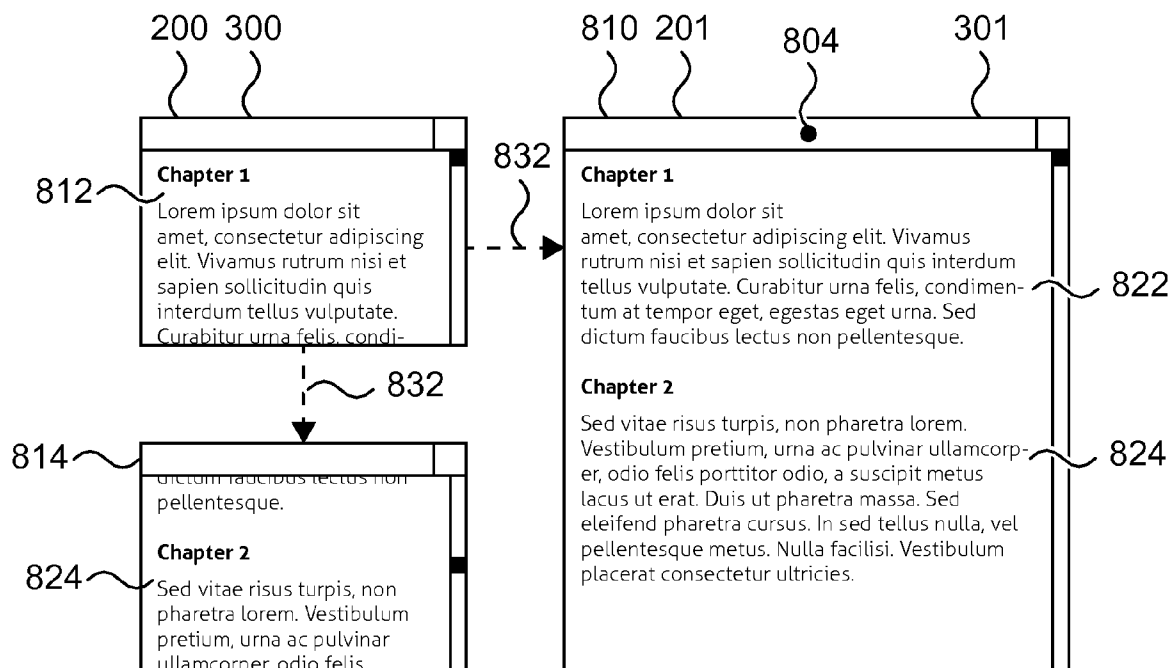 200 300 810 201 804 301
832
812
Chapter 1
Lorem ipsum dolor sit
amet, consectetur adipiscing
elit. Vivamus rutrum nisi et
sapien sollicitudin quis
interdum tellus vulputate.
Curabitur urna felis, condi-
832
814
dictum faucibus lectus non
pellentesque.
Chapter 2
824
Sed vitae risus turpis, non
pharetra lorem. Vestibulum
pretium, urna ac pulvinar
ullamcorper, odio felis
Chapter 1
Lorem ipsum dolor sit
amet, consectetur adipiscing elit. Vivamus
rutrum nisi et sapien sollicitudin quis interdum
tellus vulputate. Curabitur urna felis, condimen-
822
tum at tempor eget, egestas eget urna. Sed
dictum faucibus lectus non pellentesque.
Chapter 2
Sed vitae risus turpis, non pharetra lorem.
Vestibulum pretium, urna ac pulvinar ullamcorp-
824
er, odio felis porttitor odio, a suscipit metus
lacus ut erat. Duis ut pharetra massa. Sed
eleifend pharetra cursus. In sed tellus nulla, vel
pellentesque metus. Nulla facilisi. Vestibulum
placerat consectetur ultricies.